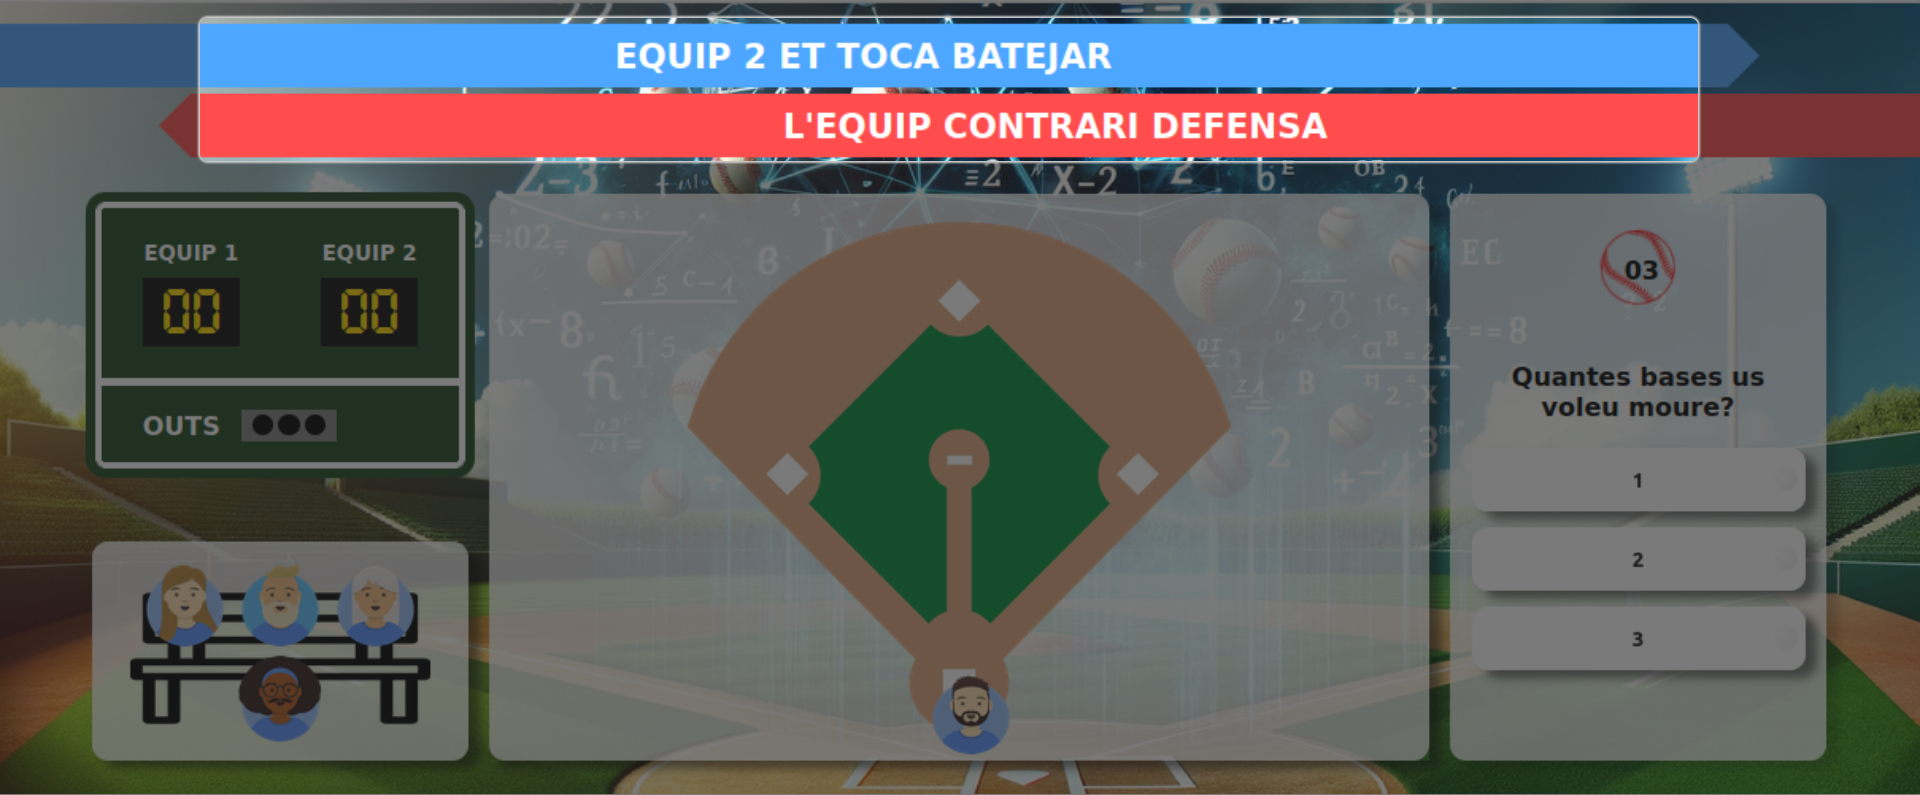 EQUIP 2 ET TOCA BATEJAR
L'EQUIP CONTRARI DEFENSA
EQUIP 1 EQUIP 2
00 00
OUTS
03
Quantes bases us
voleu moure?
1
2
3